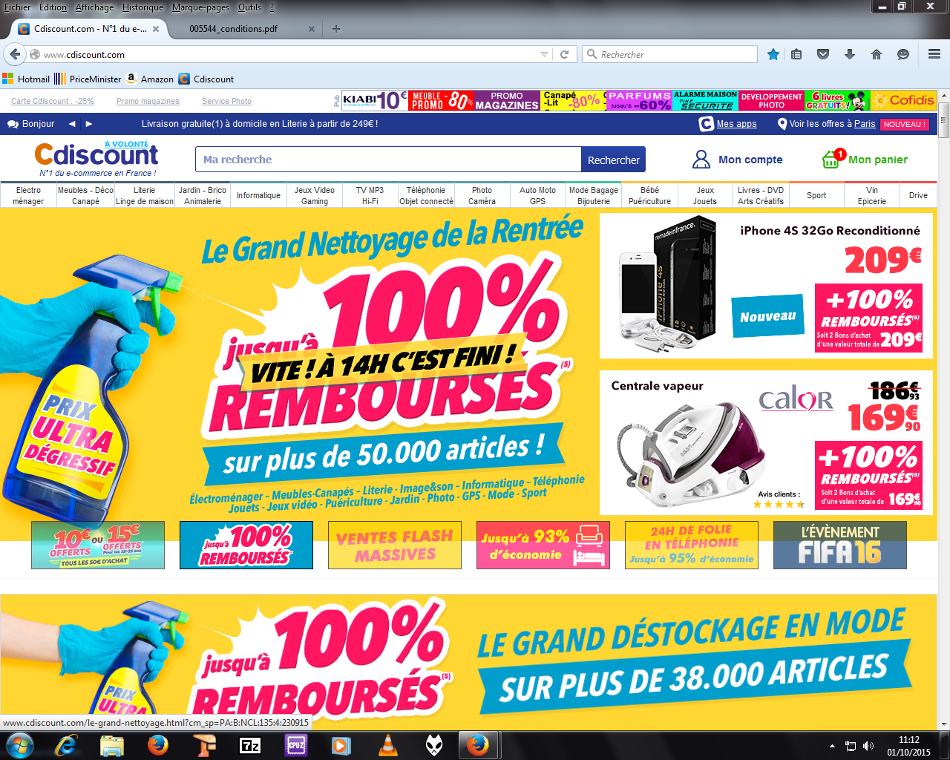 Fichier Édition Affichage Historique Marque-pages Outils ?
Cdiscount.com - N°1 du e-...
005544_conditions.pdf
www.cdiscount.com
Rechercher
Hotmail PriceMinister Amazon Cdiscount
Carte Cdiscount : -25% Promo magazines Service Photo
Pub
KIABI 10€
MEUBLE - PROMO -80%
PROMO MAGAZINES
Canapé -Lit -80%
PARFUMS Jusqu'à -60%
ALARME MAISON SÉCURITÉ
DEVELOPPEMENT PHOTO
6 livres GRATUITS!
Cofidis
Bonjour
Livraison gratuite(1) à domicile en Literie à partir de 249€ !
Mes apps
Voir les offres à Paris
NOUVEAU !
À VOLONTÉ
Cdiscount
N°1 du e-commerce en France !
Ma recherche
Rechercher
Mon compte
1
Mon panier
Electro ménager
Meubles - Déco Canapé
Literie Linge de maison
Jardin - Brico Animalerie
Informatique
Jeux Video Gaming
TV MP3 Hi-Fi
Téléphonie Objet connecté
Photo Caméra
Auto Moto GPS
Mode Bagage Bijouterie
Bébé Puériculture
Jeux Jouets
Livres - DVD Arts Créatifs
Sport
Vin Epicerie
Drive
Le Grand Nettoyage de la Rentrée
jusqu'à 100%
VITE ! À 14H C'EST FINI !
REMBOURSÉS (5)
sur plus de 50.000 articles !
Électroménager - Meubles-Canapés - Literie - Image&son - Informatique - Téléphonie
Jouets - Jeux vidéo - Puériculture - Jardin - Photo - GPS - Mode - Sport
PRIX
ULTRA
DÉGRESSIF
iPhone 4S 32Go Reconditionné
209€
remadeinfrance.
iPhone 4S
Nouveau
+100%
REMBOURSÉS(5)
Soit 2 Bons d'achat
d'une valeur totale de 209€
Centrale vapeur
CALOR
186€93
169€90
+100%
REMBOURSÉS(5)
Soit 2 Bons d'achat
d'une valeur totale de 169€90
Avis clients :
10€ OFFERTS ou 15€ OFFERTS
TOUS LES 50€ D'ACHAT
jusqu'à 100%
REMBOURSÉS
VENTES FLASH
MASSIVES
Jusqu'à 93%
d'économie
24H DE FOLIE
EN TÉLÉPHONIE
Jusqu'à 95% d'économie
L'ÉVÈNEMENT
FIFA 16
jusqu'à 100%
REMBOURSÉS (5)
PRIX
ULTRA
LE GRAND DÉSTOCKAGE EN MODE
SUR PLUS DE 38.000 ARTICLES
www.cdiscount.com/le-grand-nettoyage.html?cm_sp=PA:B:NCL:135:4:230915
7z
CPU-Z
11:12
01/10/2015